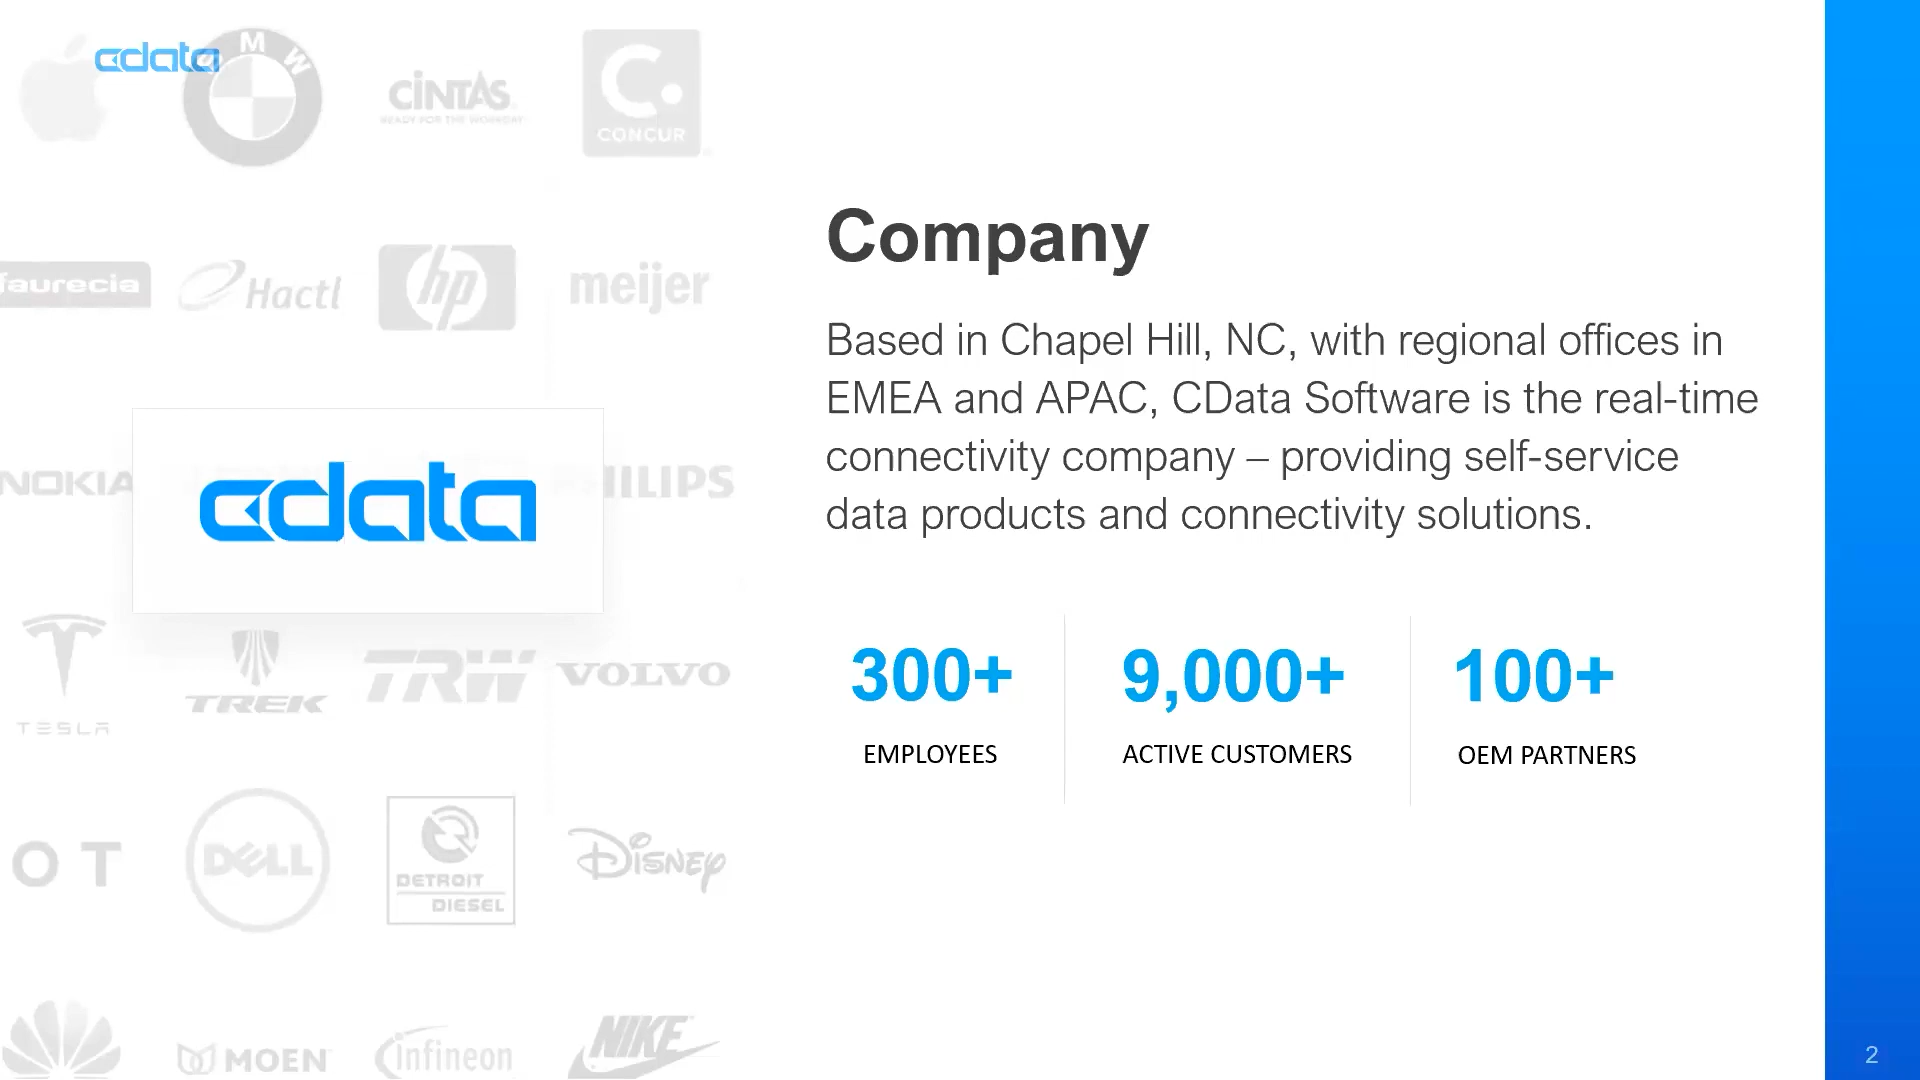 cdata
BMW
CINTAS
READY FOR THE WORKDAY
CONCUR
faurecia
Hactl
hp
meijer
Company
Based in Chapel Hill, NC, with regional offices in
EMEA and APAC, CData Software is the real-time
connectivity company – providing self-service
data products and connectivity solutions.
NOKIA
cdata
PHILIPS
TESLA
TREK
TRW
VOLVO
300+
9,000+
100+
EMPLOYEES
ACTIVE CUSTOMERS
OEM PARTNERS
OT
DELL
DETROIT
DIESEL
DISNEY
MOEN
infineon
NIKE
2